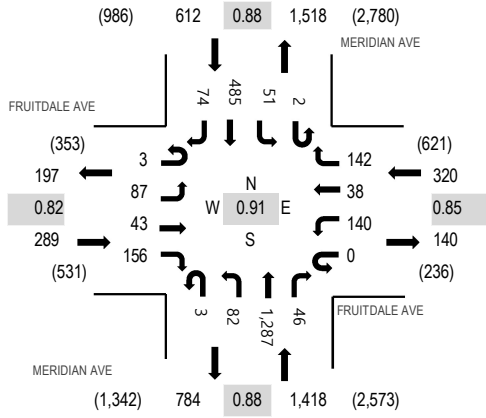 (986) 612 0.88 1,518 (2,780)
MERIDIAN AVE
FRUITDALE AVE
74 485 51 2
(353) (621)
197 3 142 320
87 38
0.82 W N 0.91 E S 0.85
43 140
289 156 0 140
(531) (236)
3 82 1,287 46
FRUITDALE AVE
MERIDIAN AVE
(1,342) 784 0.88 1,418 (2,573)